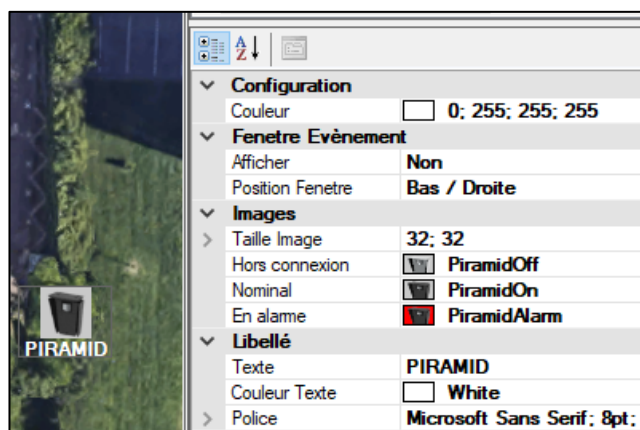 Configuration
Couleur 0; 255; 255; 255
Fenetre Evènement
Afficher Non
Position Fenetre Bas / Droite
Images
Taille Image 32; 32
Hors connexion PiramidOff
Nominal PiramidOn
En alarme PiramidAlarm
Libellé
Texte PIRAMID
Couleur Texte White
Police Microsoft Sans Serif; 8pt;
PIRAMID